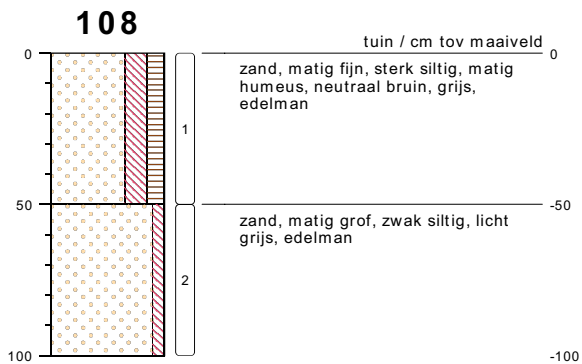 108
tuin / cm tov maaiveld
0
0
zand, matig fijn, sterk siltig, matig
humeus, neutraal bruin, grijs,
edelman
1
50
-50
zand, matig grof, zwak siltig, licht
grijs, edelman
2
100
-100